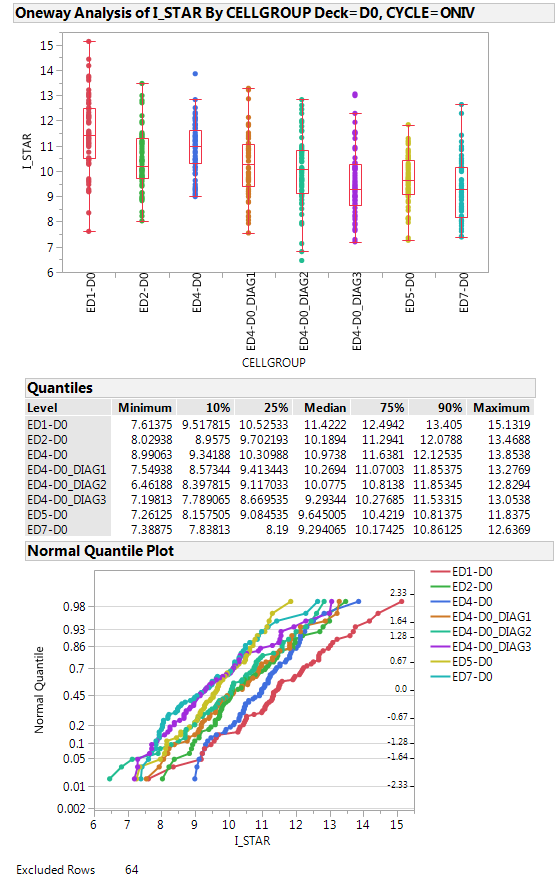 Oneway Analysis of I_STAR By CELLGROUP Deck=D0, CYCLE=ONIV
15
14
13
12
11
10
9
8
7
6
I_STAR
ED1-D0
ED2-D0
ED4-D0
ED4-D0_DIAG1
ED4-D0_DIAG2
ED4-D0_DIAG3
ED5-D0
ED7-D0
CELLGROUP
Quantiles
Level Minimum 10% 25% Median 75% 90% Maximum
ED1-D0 7.61375 9.517815 10.52533 11.4222 12.4942 13.405 15.1319
ED2-D0 8.02938 8.9575 9.702193 10.1894 11.2941 12.0788 13.4688
ED4-D0 8.99063 9.34188 10.30988 10.9738 11.6381 12.12535 13.8538
ED4-D0_DIAG1 7.54938 8.57344 9.413443 10.2694 11.07003 11.85375 13.2769
ED4-D0_DIAG2 6.46188 8.397815 9.117033 10.0775 10.8138 11.85345 12.8294
ED4-D0_DIAG3 7.19813 7.789065 8.669535 9.29344 10.27685 11.53315 13.0538
ED5-D0 7.26125 8.157505 9.084535 9.645005 10.4219 10.81315 11.8375
ED7-D0 7.38875 7.83813 8.19 9.294065 10.17425 10.86125 12.6369
Normal Quantile Plot
0.98
0.93
0.86
0.7
0.45
0.2
0.1
0.05
0.01
0.002
Normal Quantile
2.33
1.64
1.28
0.67
0.0
-0.67
-1.28
-1.64
-2.33
6 7 8 9 10 11 12 13 14 15
I_STAR
ED1-D0
ED2-D0
ED4-D0
ED4-D0_DIAG1
ED4-D0_DIAG2
ED4-D0_DIAG3
ED5-D0
ED7-D0
Excluded Rows 64